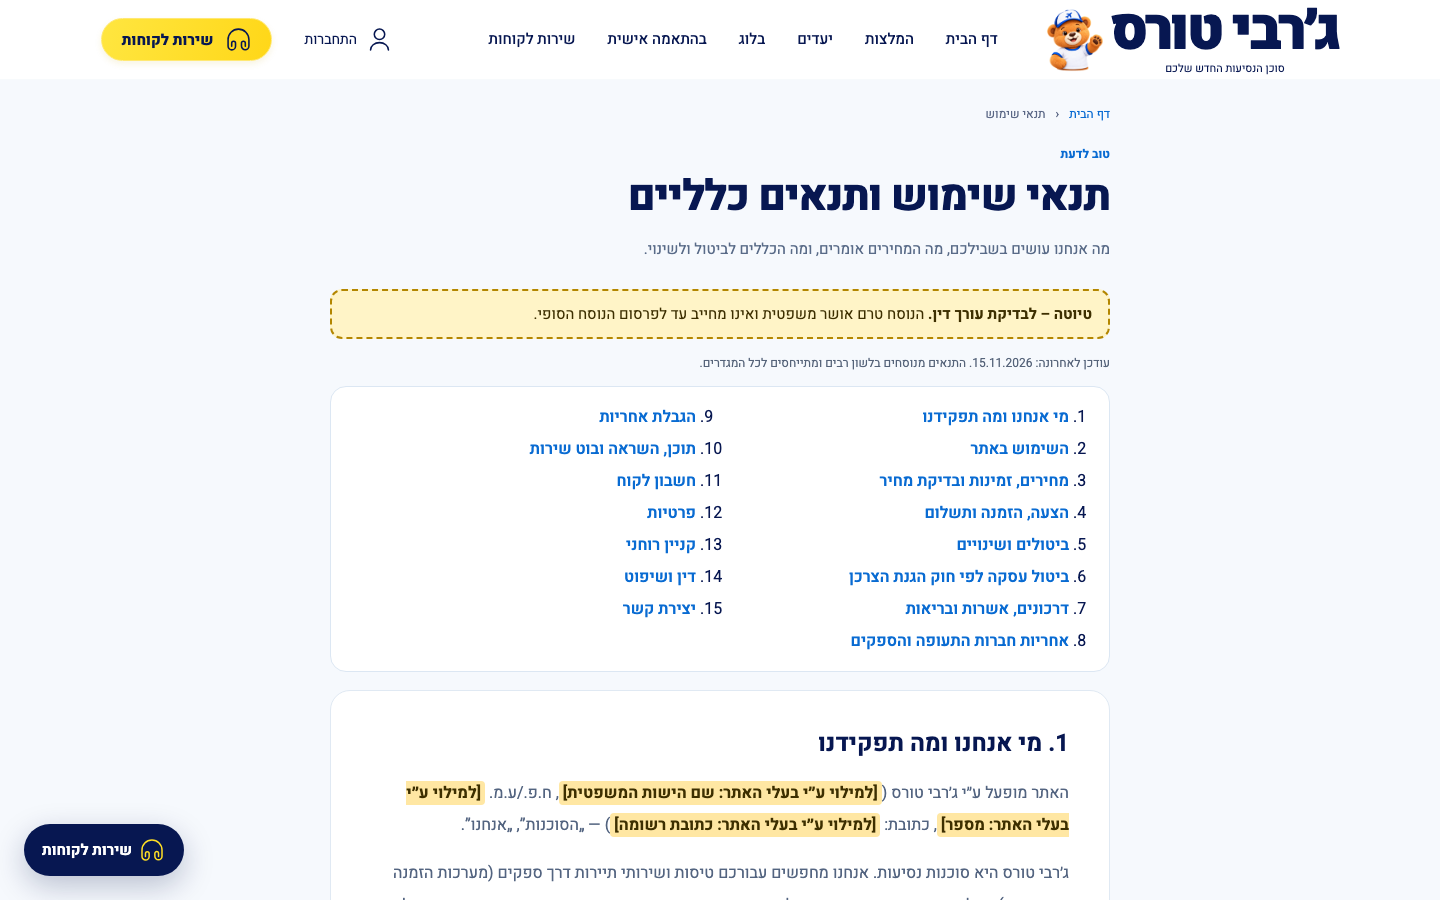 ג׳רבי טורס
סוכן הנסיעות החדש שלכם
דף הבית
המלצות
יעדים
בלוג
בהתאמה אישית
שירות לקוחות
התחברות
שירות לקוחות
דף הבית ‹ תנאי שימוש
טוב לדעת
תנאי שימוש ותנאים כלליים
מה אנחנו עושים בשבילכם, מה המחירים אומרים, ומה הכללים לביטול ולשינוי.
טיוטה – לבדיקת עורך דין. הנוסח טרם אושר משפטית ואינו מחייב עד לפרסום הנוסח הסופי.
עודכן לאחרונה: 15.11.2026. התנאים מנוסחים בלשון רבים ומתייחסים לכל המגדרים.
1. מי אנחנו ומה תפקידנו
2. השימוש באתר
3. מחירים, זמינות ובדיקת מחיר
4. הצעה, הזמנה ותשלום
5. ביטולים ושינויים
6. ביטול עסקה לפי חוק הגנת הצרכן
7. דרכונים, אשרות ובריאות
8. אחריות חברות התעופה והספקים
9. הגבלת אחריות
10. תוכן, השראה ובוט שירות
11. חשבון לקוח
12. פרטיות
13. קניין רוחני
14. דין ושיפוט
15. יצירת קשר
1. מי אנחנו ומה תפקידנו
האתר מופעל ע״י ג׳רבי טורס ([למילוי ע״י בעלי האתר: שם הישות המשפטית], ח.פ./ע.מ. [למילוי ע״י
בעלי האתר: מספר], כתובת: [למילוי ע״י בעלי האתר: כתובת רשומה]) — „הסוכנות”, „אנחנו”.
ג׳רבי טורס היא סוכנות נסיעות. אנחנו מחפשים עבורכם טיסות ושירותי תיירות דרך ספקים (מערכות הזמנה
שירות לקוחות